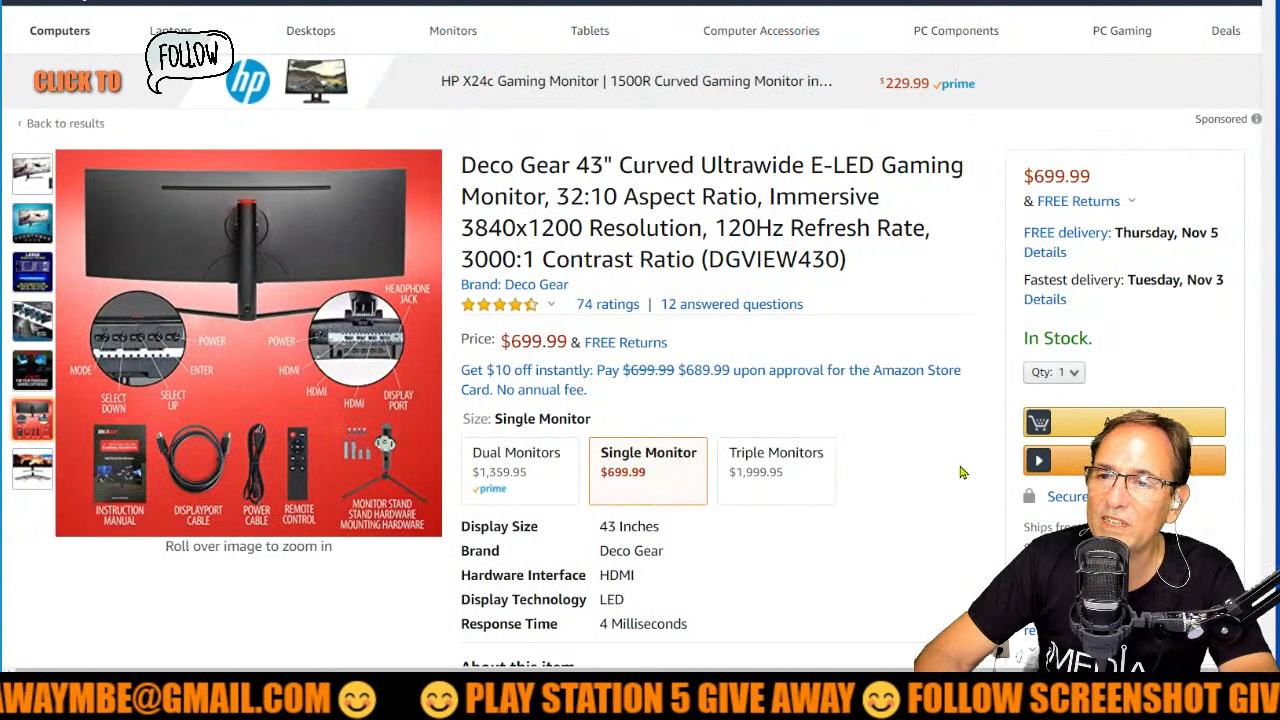 Computers Laptops Desktops Monitors Tablets Computer Accessories PC Components PC Gaming Deals
CLICK TO
FOLLOW
hp
HP X24c Gaming Monitor | 1500R Curved Gaming Monitor in...
$229.99 prime
‹ Back to results
Sponsored
Deco Gear 43" Curved Ultrawide E-LED Gaming
Monitor, 32:10 Aspect Ratio, Immersive
3840x1200 Resolution, 120Hz Refresh Rate,
3000:1 Contrast Ratio (DGVIEW430)
Brand: Deco Gear
74 ratings | 12 answered questions
Price: $699.99 & FREE Returns
Get $10 off instantly: Pay $699.99 $689.99 upon approval for the Amazon Store
Card. No annual fee.
Size: Single Monitor
Dual Monitors
$1,359.95
prime
Single Monitor
$699.99
Triple Monitors
$1,999.95
Display Size 43 Inches
Brand Deco Gear
Hardware Interface HDMI
Display Technology LED
Response Time 4 Milliseconds
About this item
HEADPHONE
JACK
POWER
MODE
ENTER
SELECT
DOWN
SELECT
UP
POWER
HDMI
HDMI
HDMI
DISPLAY
PORT
INSTRUCTION
MANUAL
DISPLAYPORT
CABLE
POWER
CABLE
REMOTE
CONTROL
MONITOR STAND
STAND HARDWARE
MOUNTING HARDWARE
Roll over image to zoom in
$699.99
& FREE Returns
FREE delivery: Thursday, Nov 5
Details
Fastest delivery: Tuesday, Nov 3
Details
In Stock.
Qty: 1
Secure
Ships from
MEDIA
AWAYMBE@GMAIL.COM 😊 😊 PLAY STATION 5 GIVE AWAY 😊 FOLLOW SCREENSHOT GIV